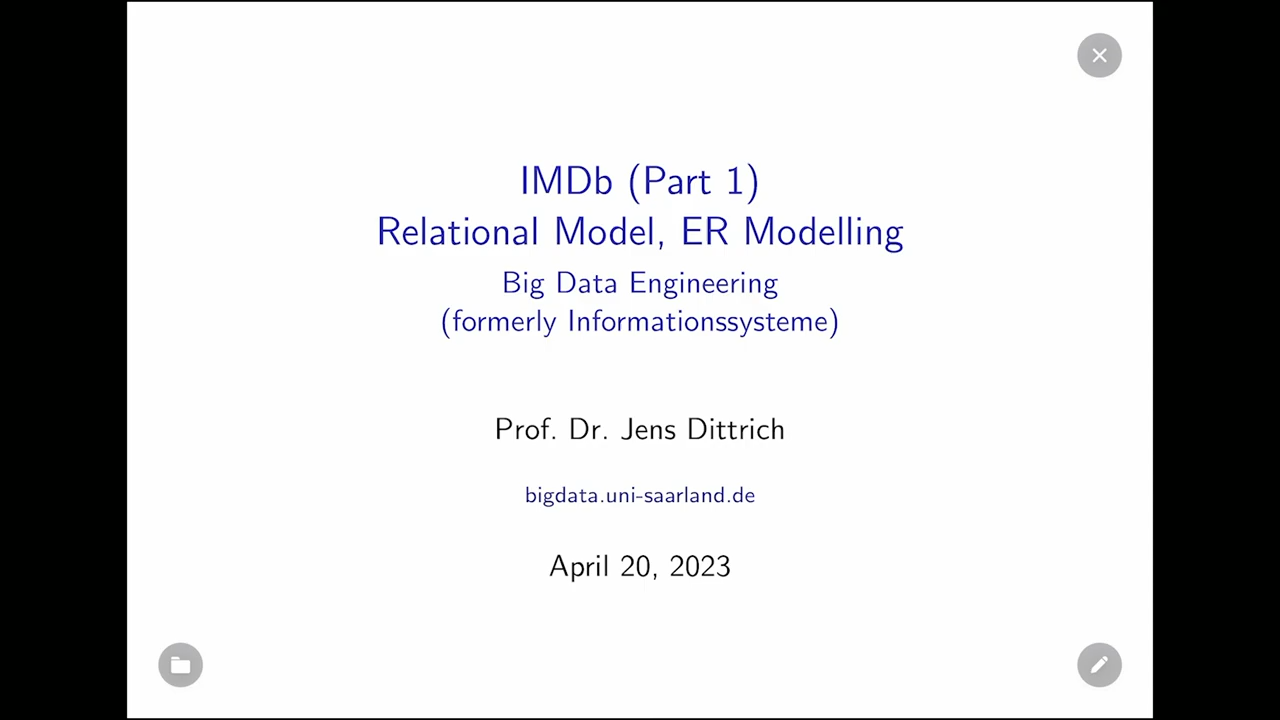 IMDb (Part 1)
Relational Model, ER Modelling
Big Data Engineering
(formerly Informationssysteme)
Prof. Dr. Jens Dittrich
bigdata.uni-saarland.de
April 20, 2023